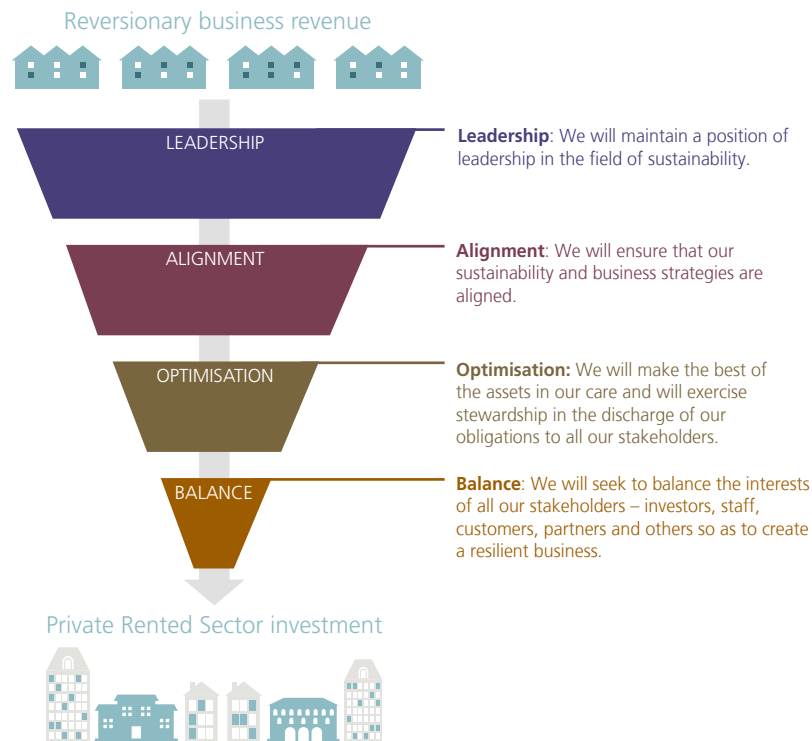 Reversionary business revenue
LEADERSHIP
Leadership: We will maintain a position of
leadership in the field of sustainability.
ALIGNMENT
Alignment: We will ensure that our
sustainability and business strategies are
aligned.
OPTIMISATION
Optimisation: We will make the best of
the assets in our care and will exercise
stewardship in the discharge of our
obligations to all our stakeholders.
BALANCE
Balance: We will seek to balance the interests
of all our stakeholders – investors, staff,
customers, partners and others so as to create
a resilient business.
Private Rented Sector investment